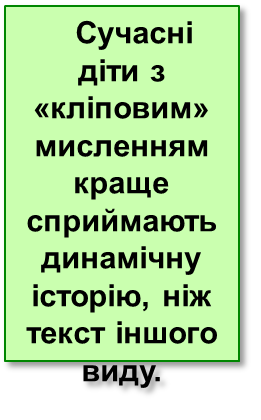 Сучасні
діти з
«кліповим»
мисленням
краще
сприймають
динамічну
історію, ніж
текст іншого
виду.